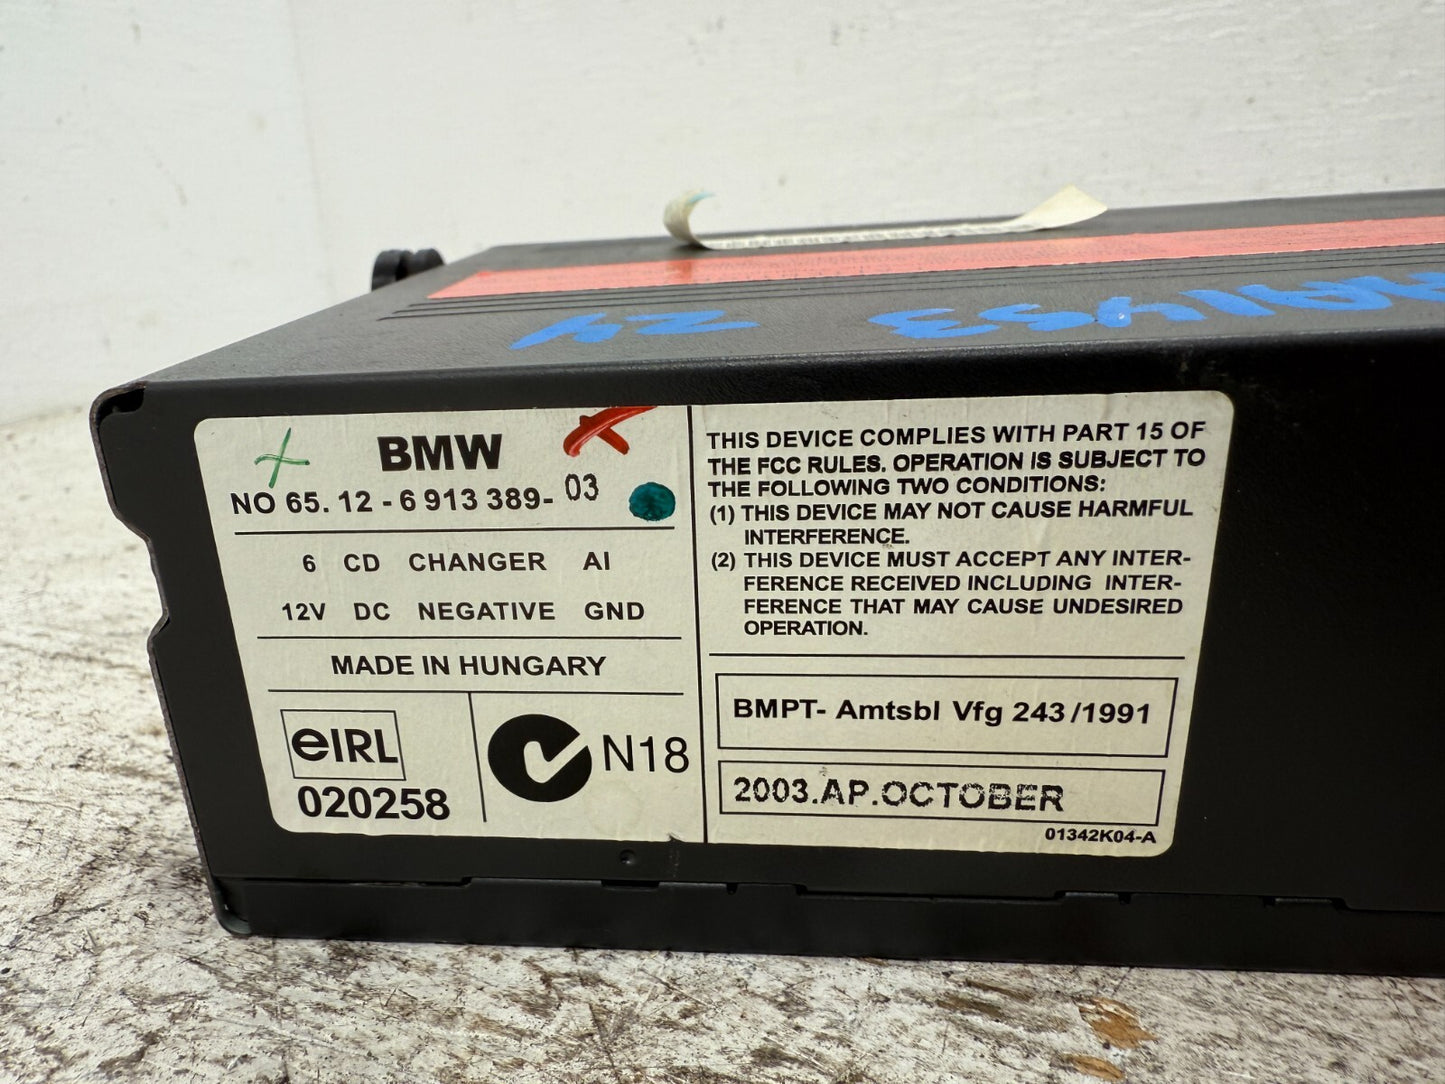 24
BMW
NO 65. 12 - 6 913 389- 03
6 CD CHANGER AI
12V DC NEGATIVE GND
MADE IN HUNGARY
eIRL
020258
N18
THIS DEVICE COMPLIES WITH PART 15 OF
THE FCC RULES. OPERATION IS SUBJECT TO
THE FOLLOWING TWO CONDITIONS:
(1) THIS DEVICE MAY NOT CAUSE HARMFUL
INTERFERENCE.
(2) THIS DEVICE MUST ACCEPT ANY INTER-
FERENCE RECEIVED INCLUDING INTER-
FERENCE THAT MAY CAUSE UNDESIRED
OPERATION.
BMPT- Amtsbl Vfg 243/1991
2003.AP.OCTOBER
01342K04-A